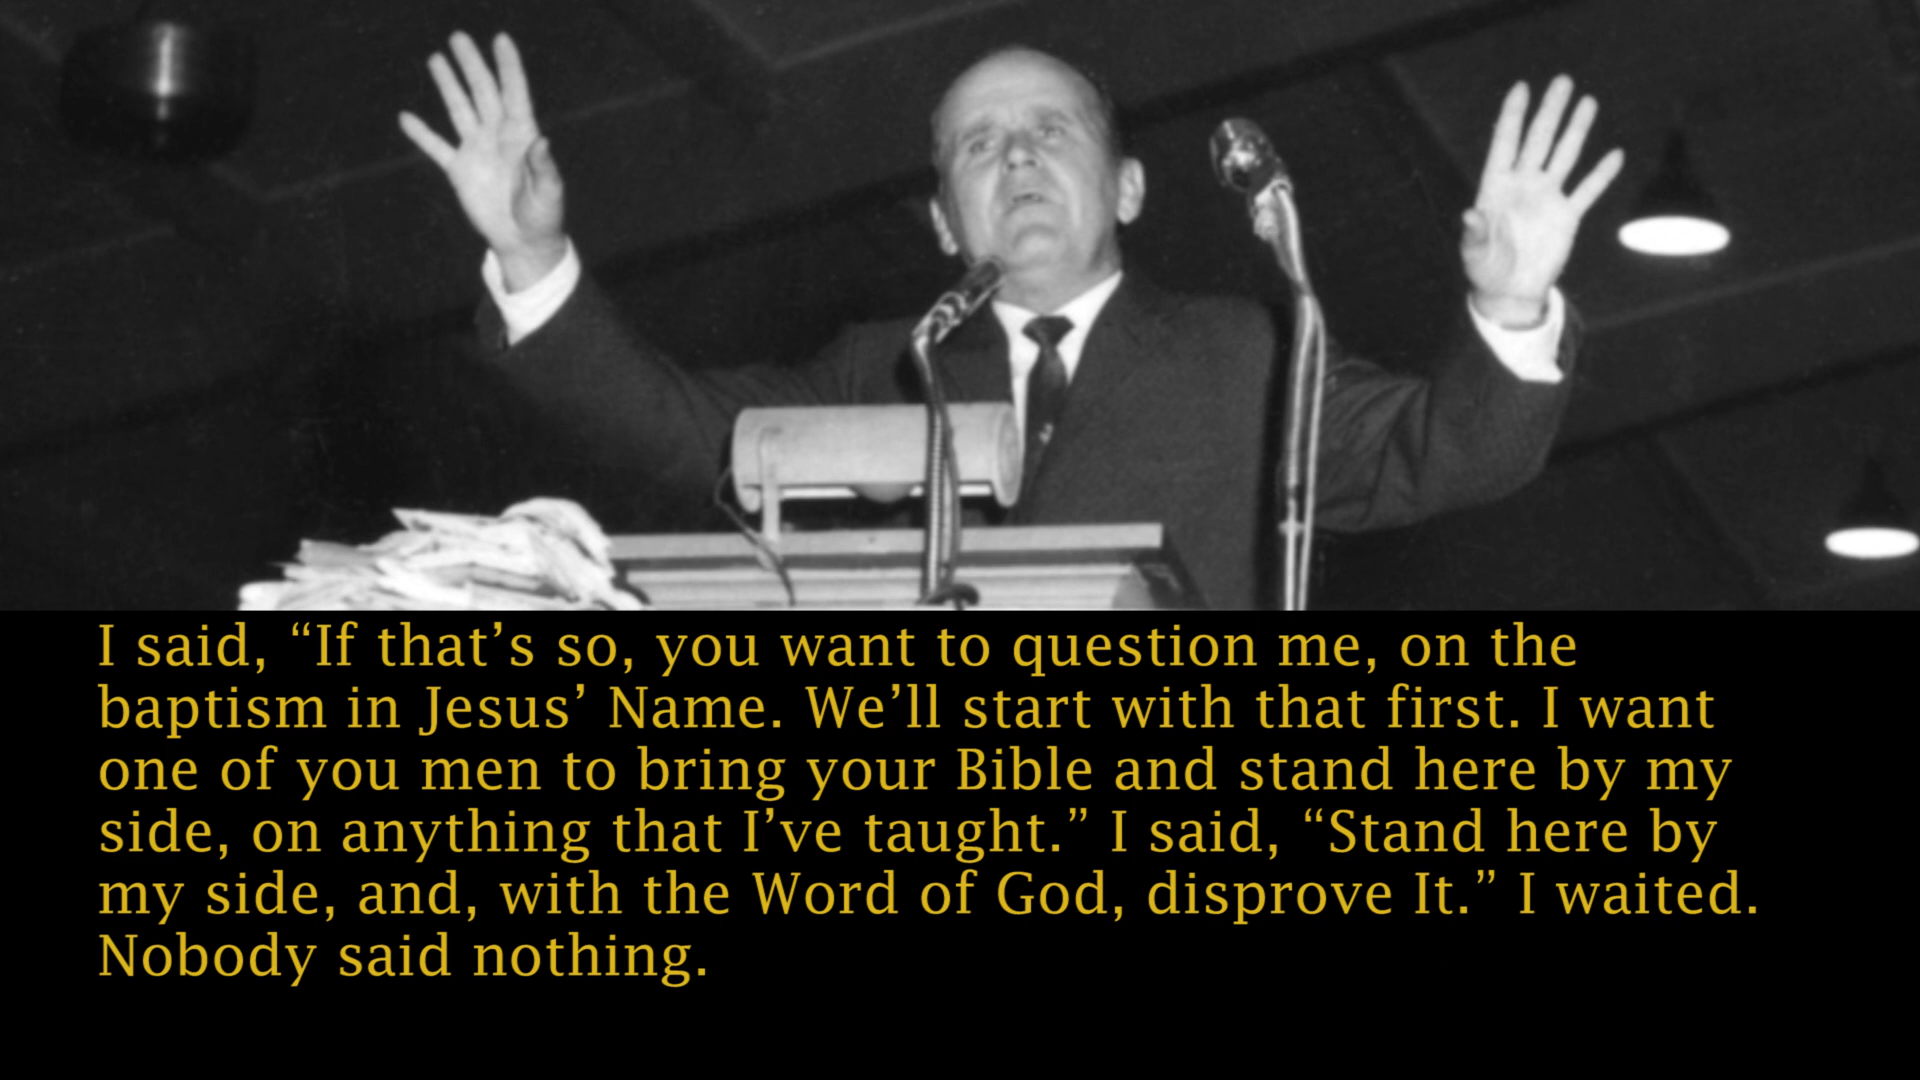 I said, “If that’s so, you want to question me, on the
baptism in Jesus’ Name. We’ll start with that first. I want
one of you men to bring your Bible and stand here by my
side, on anything that I’ve taught.” I said, “Stand here by
my side, and, with the Word of God, disprove It.” I waited.
Nobody said nothing.